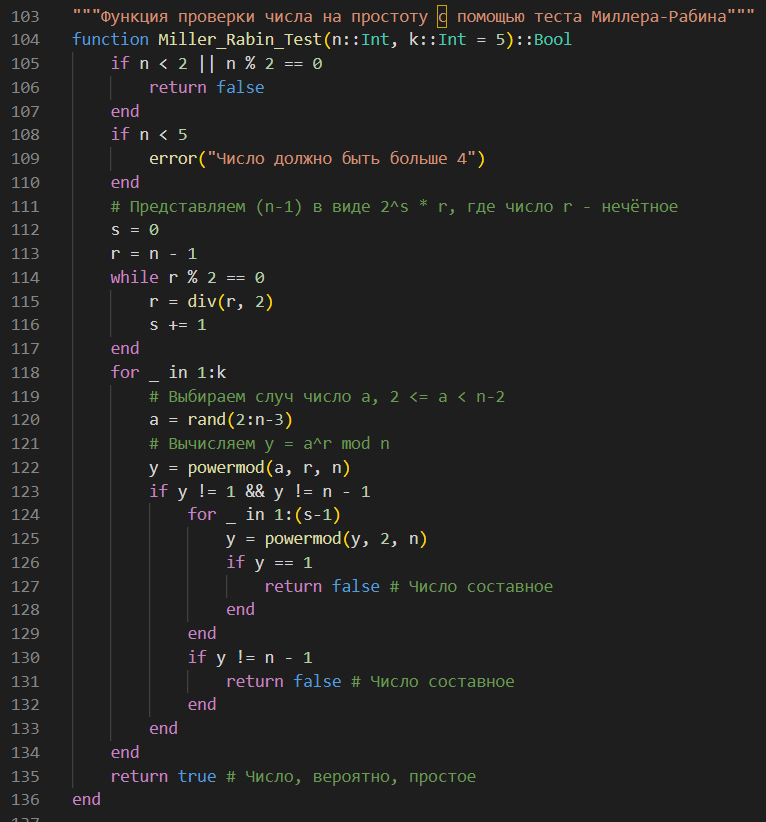 103 """Функция проверки числа на простоту с помощью теста Миллера-Рабина"""
104 function Miller_Rabin_Test(n::Int, k::Int = 5)::Bool
105     if n < 2 || n % 2 == 0
106         return false
107     end
108     if n < 5
109         error("Число должно быть больше 4")
110     end
111     # Представляем (n-1) в виде 2^s * r, где число r - нечётное
112     s = 0
113     r = n - 1
114     while r % 2 == 0
115         r = div(r, 2)
116         s += 1
117     end
118     for _ in 1:k
119         # Выбираем случ число a, 2 <= a < n-2
120         a = rand(2:n-3)
121         # Вычисляем y = a^r mod n
122         y = powermod(a, r, n)
123         if y != 1 && y != n - 1
124             for _ in 1:(s-1)
125                 y = powermod(y, 2, n)
126                 if y == 1
127                     return false # Число составное
128                 end
129             end
130             if y != n - 1
131                 return false # Число составное
132             end
133         end
134     end
135     return true # Число, вероятно, простое
136 end
137